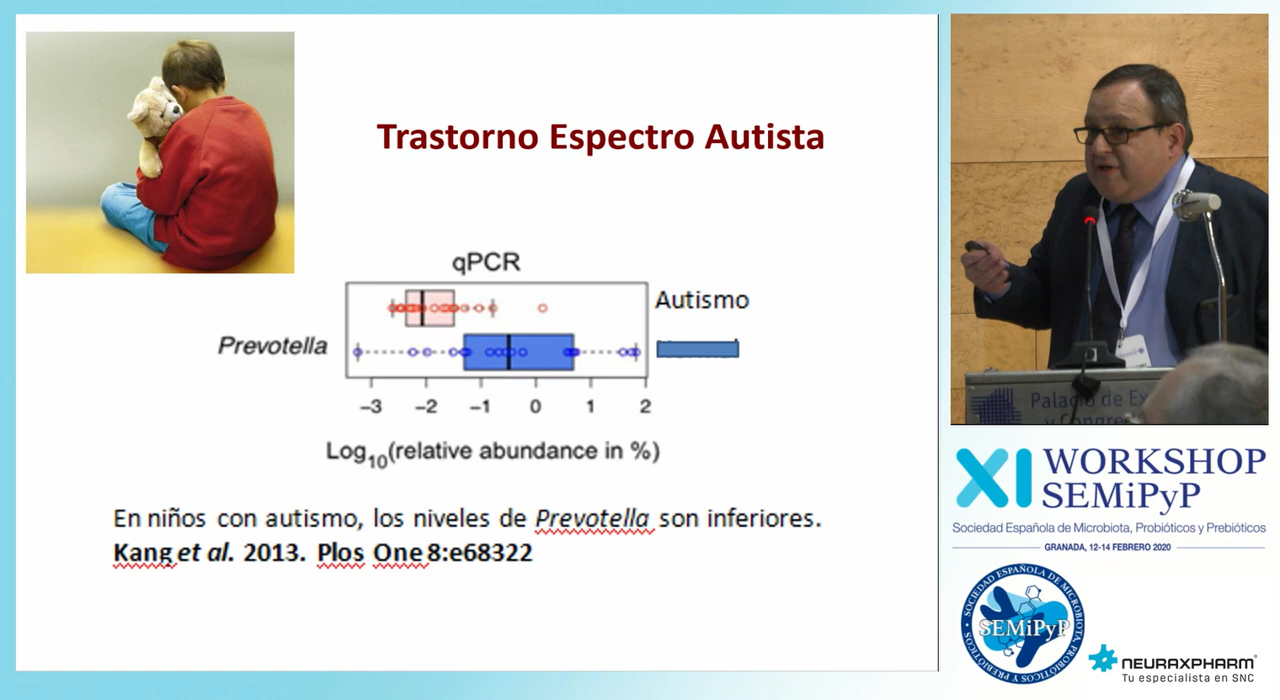 Trastorno Espectro Autista
qPCR
Autismo
Prevotella
−3 −2 −1 0 1 2
Log10(relative abundance in %)
En niños con autismo, los niveles de Prevotella son inferiores.
Kang et al. 2013. Plos One 8:e68322
Palacio de Ex
y Congre
XI WORKSHOP
SEMiPyP
Sociedad Española de Microbiota, Probióticos y Prebióticos
GRANADA, 12-14 FEBRERO 2020
SOCIEDAD ESPAÑOLA DE MICROBIOTA, PROBIÓTICOS Y PREBIÓTICOS
SEMiPyP
NEURAXPHARM
Tu especialista en SNC